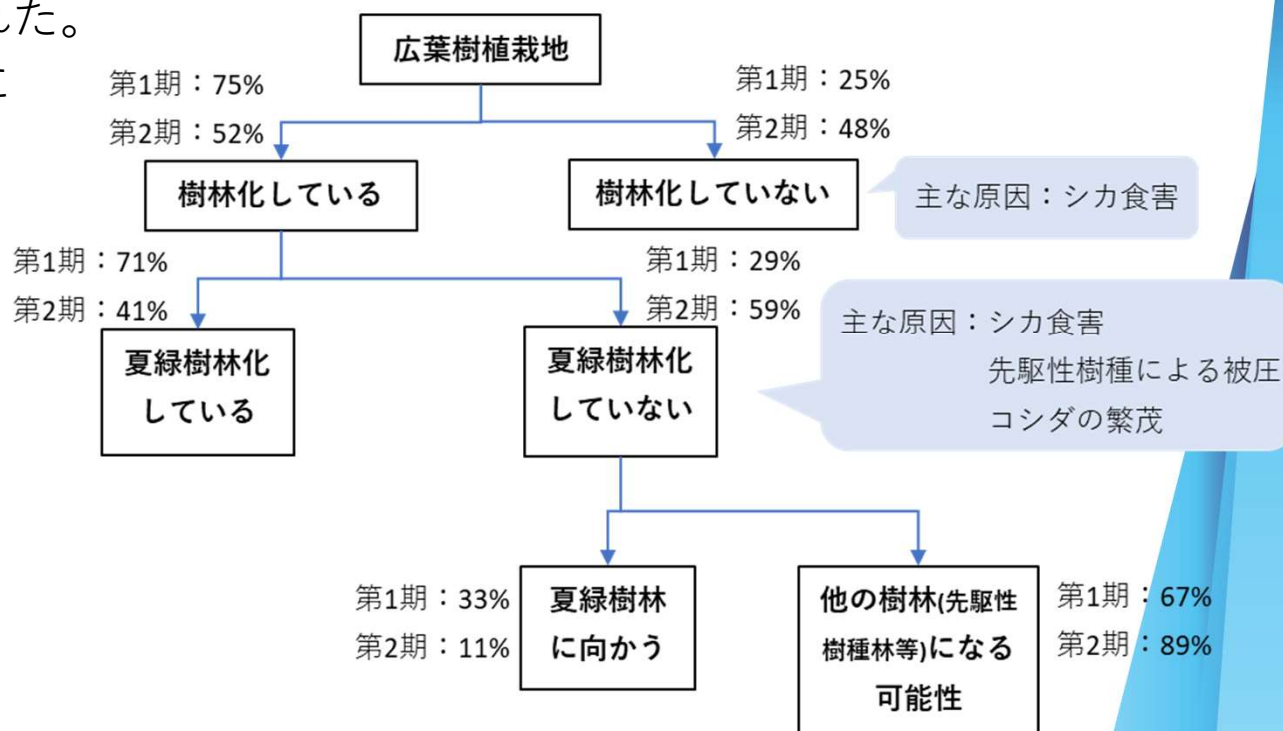 った。
に
広葉樹植栽地
第1期：75%
第2期：52%
第1期：25%
第2期：48%
樹林化している
樹林化していない
主な原因：シカ食害
第1期：71%
第2期：41%
第1期：29%
第2期：59%
夏緑樹林化
している
夏緑樹林化
していない
主な原因：シカ食害
先駆性樹種による被圧
コシダの繁茂
第1期：33%
第2期：11%
夏緑樹林
に向かう
他の樹林(先駆性
樹種林等)になる
可能性
第1期：67%
第2期：89%